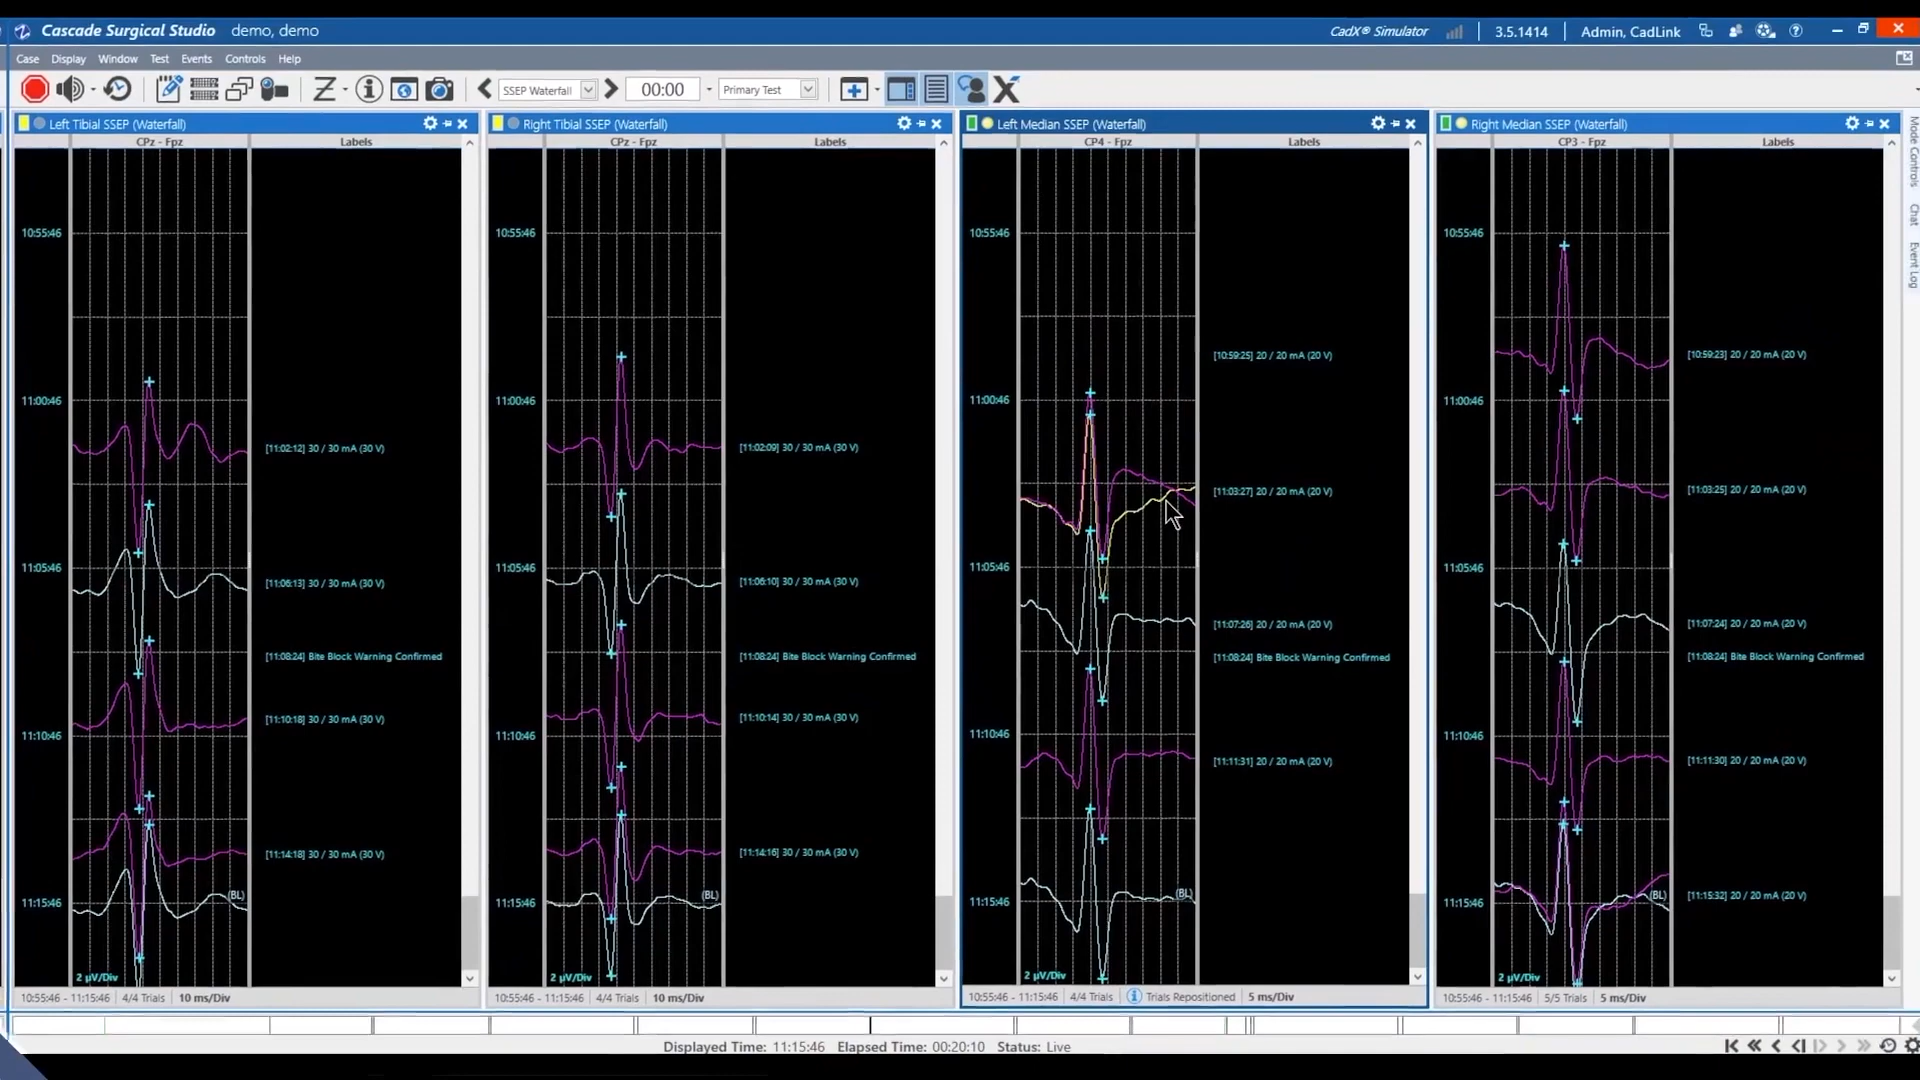 Cascade Surgical Studio demo, demo CadX® Simulator 3.5.1414 Admin, CadLink
Case Display Window Test Events Controls Help
SSEP Waterfall 00:00 Primary Test
Left Tibial SSEP (Waterfall)
CPz - Fpz Labels
10:55:46
11:00:46
[11:02:12] 30 / 30 mA (30 V)
11:05:46
[11:06:13] 30 / 30 mA (30 V)
[11:08:24] Bite Block Warning Confirmed
[11:10:18] 30 / 30 mA (30 V)
11:10:46
[11:14:18] 30 / 30 mA (30 V)
(BL)
11:15:46
2 µV/Div
10:55:46 - 11:15:46 4/4 Trials 10 ms/Div
Right Tibial SSEP (Waterfall)
CPz - Fpz Labels
10:55:46
11:00:46
[11:02:09] 30 / 30 mA (30 V)
11:05:46
[11:06:10] 30 / 30 mA (30 V)
[11:08:24] Bite Block Warning Confirmed
[11:10:14] 30 / 30 mA (30 V)
11:10:46
[11:14:16] 30 / 30 mA (30 V)
(BL)
11:15:46
2 µV/Div
10:55:46 - 11:15:46 4/4 Trials 10 ms/Div
Left Median SSEP (Waterfall)
CP4 - Fpz Labels
10:55:46
[10:59:25] 20 / 20 mA (20 V)
11:00:46
[11:03:27] 20 / 20 mA (20 V)
11:05:46
[11:07:26] 20 / 20 mA (20 V)
[11:08:24] Bite Block Warning Confirmed
11:10:46
[11:11:31] 20 / 20 mA (20 V)
(BL)
11:15:46
2 µV/Div
10:55:46 - 11:15:46 4/4 Trials Trials Repositioned 5 ms/Div
Right Median SSEP (Waterfall)
CP3 - Fpz Labels
10:55:46
[10:59:23] 20 / 20 mA (20 V)
11:00:46
[11:03:25] 20 / 20 mA (20 V)
11:05:46
[11:07:24] 20 / 20 mA (20 V)
[11:08:24] Bite Block Warning Confirmed
11:10:46
[11:11:30] 20 / 20 mA (20 V)
(BL) [11:15:32] 20 / 20 mA (20 V)
11:15:46
2 µV/Div
10:55:46 - 11:15:46 5/5 Trials 5 ms/Div
Mode Controls
Chat
Event Log
Displayed Time: 11:15:46 Elapsed Time: 00:20:10 Status: Live